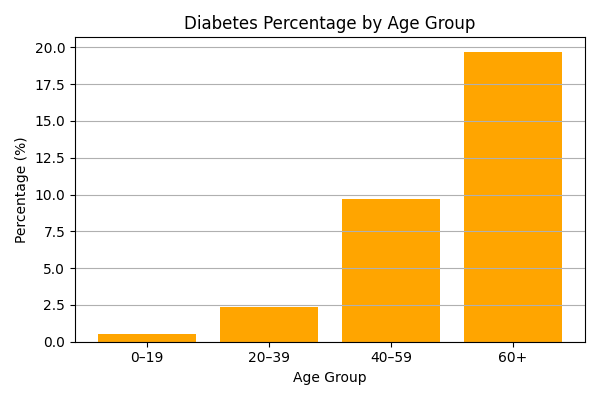 Diabetes Percentage by Age Group
Percentage (%)
20.0
17.5
15.0
12.5
10.0
7.5
5.0
2.5
0.0
0–19 20–39 40–59 60+
Age Group